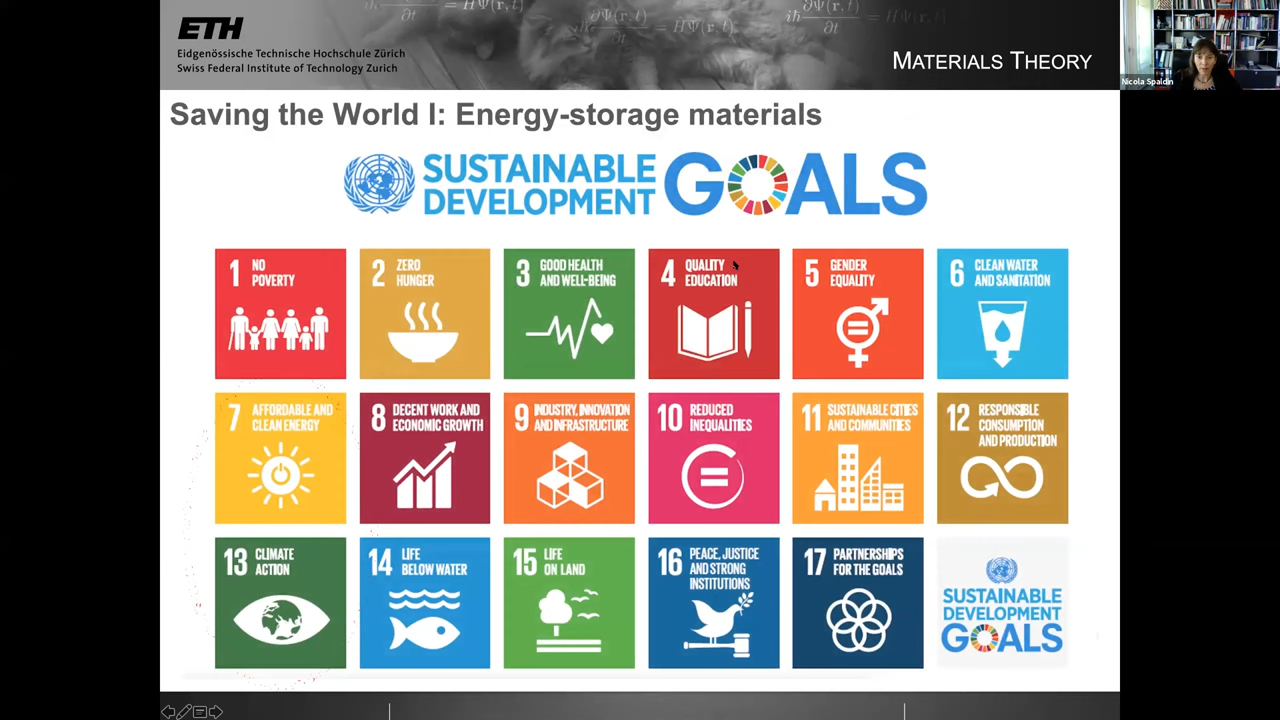 ETH
Eidgenössische Technische Hochschule Zürich
Swiss Federal Institute of Technology Zurich
MATERIALS THEORY
Nicola Spaldin
Saving the World I: Energy-storage materials
SUSTAINABLE
DEVELOPMENT
GOALS
1 NO
POVERTY
2 ZERO
HUNGER
3 GOOD HEALTH
AND WELL-BEING
4 QUALITY
EDUCATION
5 GENDER
EQUALITY
6 CLEAN WATER
AND SANITATION
7 AFFORDABLE AND
CLEAN ENERGY
8 DECENT WORK AND
ECONOMIC GROWTH
9 INDUSTRY, INNOVATION
AND INFRASTRUCTURE
10 REDUCED
INEQUALITIES
11 SUSTAINABLE CITIES
AND COMMUNITIES
12 RESPONSIBLE
CONSUMPTION
AND PRODUCTION
13 CLIMATE
ACTION
14 LIFE
BELOW WATER
15 LIFE
ON LAND
16 PEACE, JUSTICE
AND STRONG
INSTITUTIONS
17 PARTNERSHIPS
FOR THE GOALS
SUSTAINABLE
DEVELOPMENT
GOALS